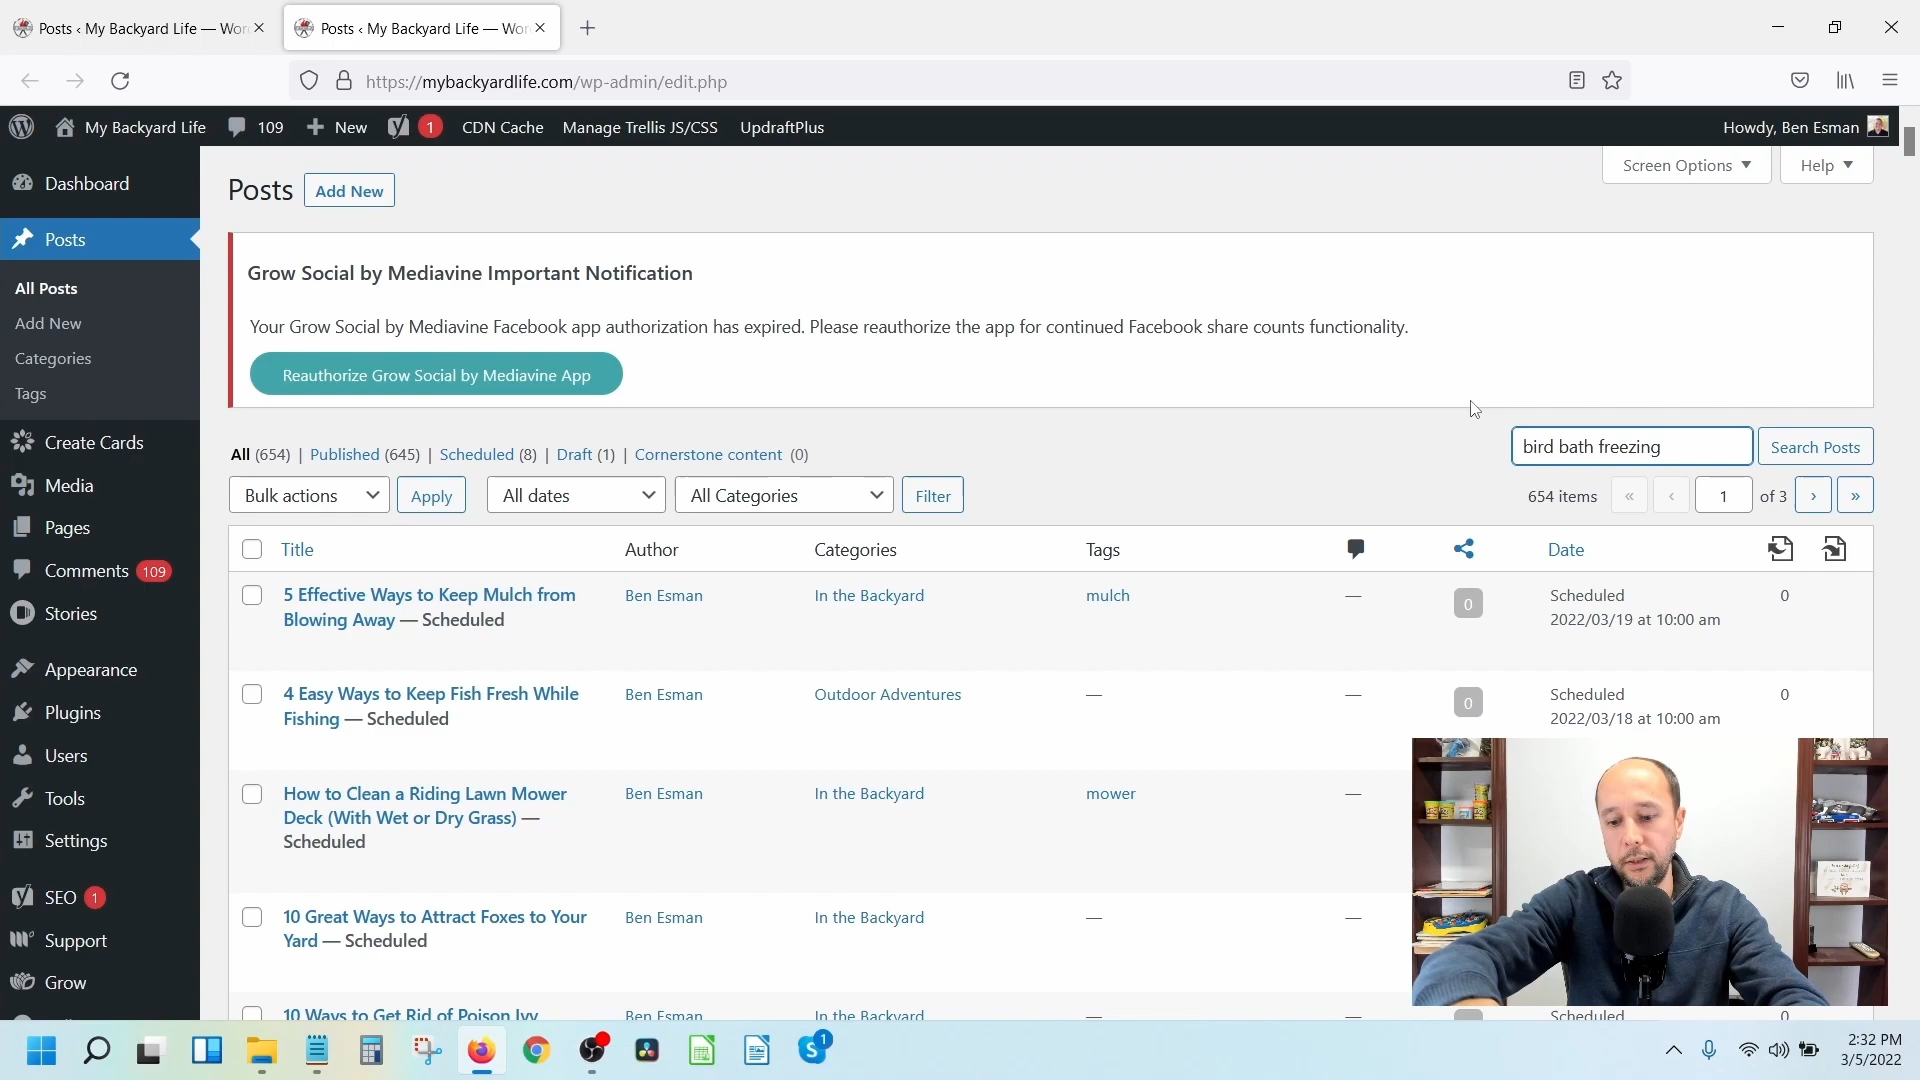 Posts ‹ My Backyard Life — Wor
Posts ‹ My Backyard Life — Wor
https://mybackyardlife.com/wp-admin/edit.php
My Backyard Life 109 New 1 CDN Cache Manage Trellis JS/CSS UpdraftPlus Howdy, Ben Esman
Screen Options Help
Dashboard
Posts
All Posts
Add New
Categories
Tags
Create Cards
Media
Pages
Comments 109
Stories
Appearance
Plugins
Users
Tools
Settings
SEO 1
Support
Grow
Posts Add New
Grow Social by Mediavine Important Notification
Your Grow Social by Mediavine Facebook app authorization has expired. Please reauthorize the app for continued Facebook share counts functionality.
Reauthorize Grow Social by Mediavine App
All (654) | Published (645) | Scheduled (8) | Draft (1) | Cornerstone content (0)
bird bath freezing Search Posts
Bulk actions Apply All dates All Categories Filter 654 items « ‹ 1 of 3 › »
Title Author Categories Tags Date
5 Effective Ways to Keep Mulch from Ben Esman In the Backyard mulch — 0 Scheduled 0
Blowing Away — Scheduled 2022/03/19 at 10:00 am
4 Easy Ways to Keep Fish Fresh While Ben Esman Outdoor Adventures — — 0 Scheduled 0
Fishing — Scheduled 2022/03/18 at 10:00 am
How to Clean a Riding Lawn Mower Ben Esman In the Backyard mower —
Deck (With Wet or Dry Grass) —
Scheduled
10 Great Ways to Attract Foxes to Your Ben Esman In the Backyard — —
Yard — Scheduled
10 Ways to Get Rid of Poison Ivy Ben Esman In the Backyard — — Scheduled 0
1
2:32 PM
3/5/2022